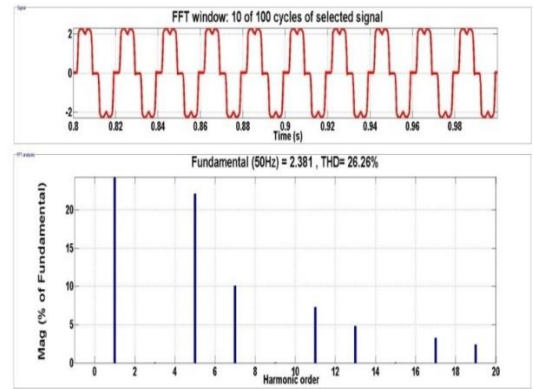 Signal
FFT window: 10 of 100 cycles of selected signal
2
0
-2
0.8 0.82 0.84 0.86 0.88 0.9 0.92 0.94 0.96 0.98
Time (s)
FFT analysis
Fundamental (50Hz) = 2.381 , THD= 26.26%
Mag (% of Fundamental)
20
15
10
5
0
0 2 4 6 8 10 12 14 16 18 20
Harmonic order